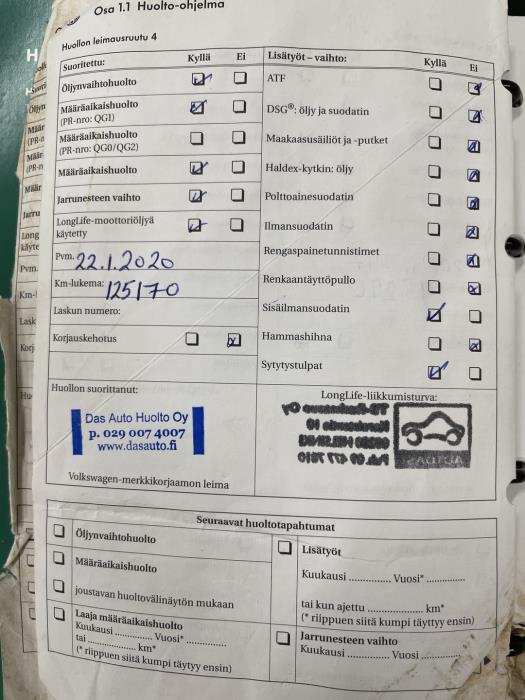 Osa 1.1 Huolto-ohjelma
Huollon leimausruutu 4
Suoritettu: Kyllä Ei
Öljynvaihtohuolto
Määräaikaishuolto
(PR-nro: QG1)
Määräaikaishuolto
(PR-nro: QG0/QG2)
Määräaikaishuolto
Jarrunesteen vaihto
LongLife-moottoriöljyä
käytetty
Pvm. 22.1.2020
Km-lukema: 125170
Laskun numero:
Korjauskehotus
Lisätyöt – vaihto: Kyllä Ei
ATF
DSG®: öljy ja suodatin
Maakaasusäiliöt ja -putket
Haldex-kytkin: öljy
Polttoainesuodatin
Ilmansuodatin
Rengaspainetunnistimet
Renkaantäyttöpullo
Sisäilmansuodatin
Hammashihna
Sytytystulpat
Huollon suorittanut:
Das Auto Huolto Oy
p. 029 007 4007
www.dasauto.fi
Volkswagen-merkkikorjaamon leima
LongLife-liikkumisturva:
Seuraavat huoltotapahtumat
Öljynvaihtohuolto
Määräaikaishuolto
joustavan huoltovälinäytön mukaan
Laaja määräaikaishuolto
Kuukausi .............. Vuosi* ..............
tai .............. km*
(* riippuen siitä kumpi täytyy ensin)
Lisätyöt
Kuukausi .............. Vuosi* ..............
tai kun ajettu .................... km*
(* riippuen siitä kumpi täyttyy ensin)
Jarrunesteen vaihto
Kuukausi .............. Vuosi ..............